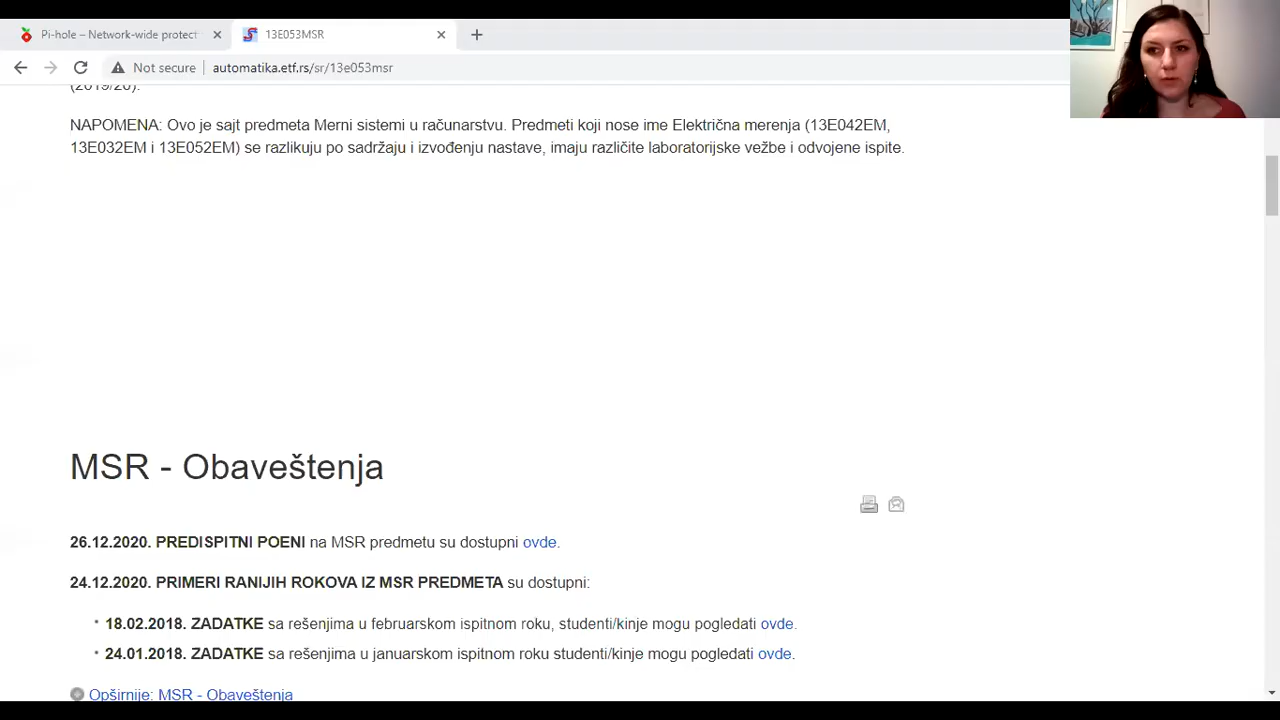 Pi-hole – Network-wide protect
13E053MSR
Not secure
automatika.etf.rs/sr/13e053msr
(2019/20).
NAPOMENA: Ovo je sajt predmeta Merni sistemi u računarstvu. Predmeti koji nose ime Električna merenja (13E042EM,
13E032EM i 13E052EM) se razlikuju po sadržaju i izvođenju nastave, imaju različite laboratorijske vežbe i odvojene ispite.
MSR - Obaveštenja
26.12.2020. PREDISPITNI POENI na MSR predmetu su dostupni ovde.
24.12.2020. PRIMERI RANIJIH ROKOVA IZ MSR PREDMETA su dostupni:
• 18.02.2018. ZADATKE sa rešenjima u februarskom ispitnom roku, studenti/kinje mogu pogledati ovde.
• 24.01.2018. ZADATKE sa rešenjima u januarskom ispitnom roku studenti/kinje mogu pogledati ovde.
Opširnije: MSR - Obaveštenja